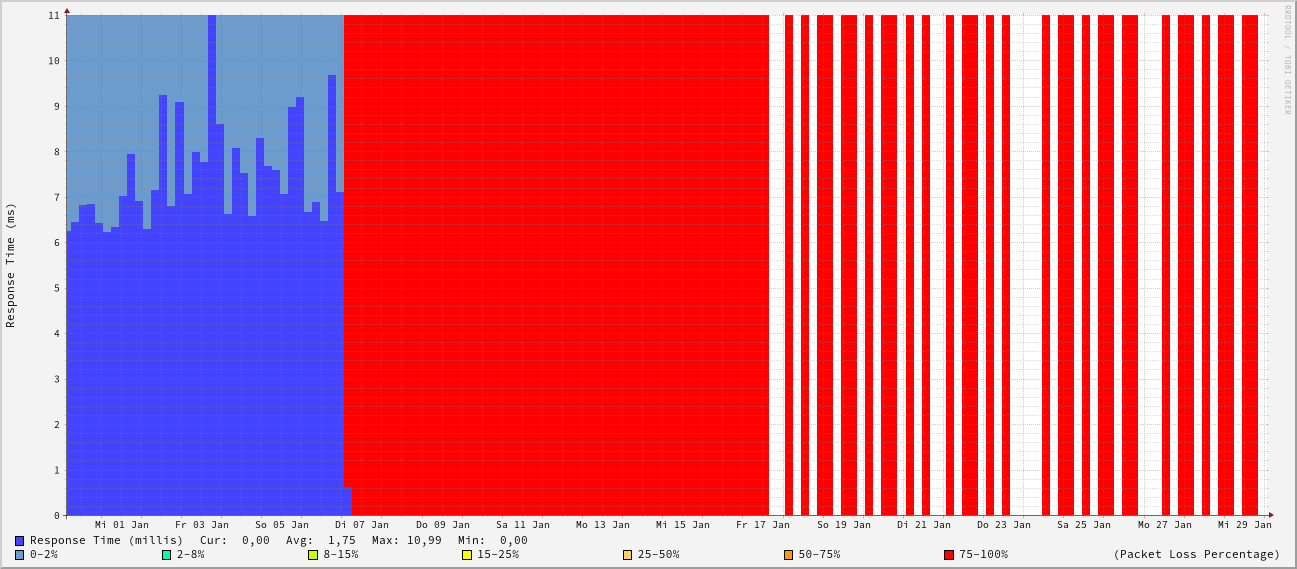 RRDTOOL / TOBI OETIKER
Response Time (ms)
11
10
9
8
7
6
5
4
3
2
1
0
Mi 01 Jan Fr 03 Jan So 05 Jan Di 07 Jan Do 09 Jan Sa 11 Jan Mo 13 Jan Mi 15 Jan Fr 17 Jan So 19 Jan Di 21 Jan Do 23 Jan Sa 25 Jan Mo 27 Jan Mi 29 Jan
Response Time (millis) Cur: 0,00 Avg: 1,75 Max: 10,99 Min: 0,00
0-2% 2-8% 8-15% 15-25% 25-50% 50-75% 75-100% (Packet Loss Percentage)